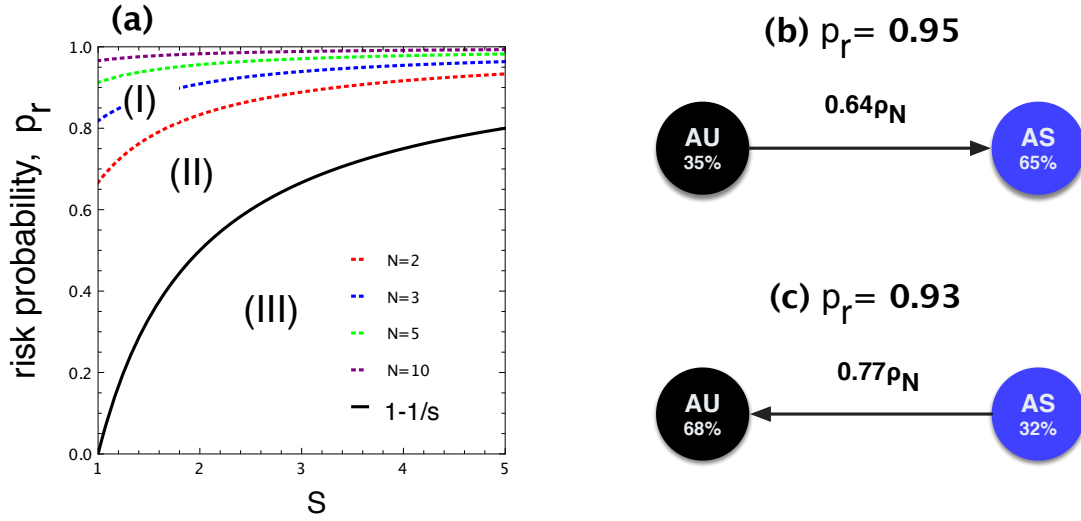 (a)
risk probability, p_r
1.0
0.8
0.6
0.4
0.2
0.0
(I)
(II)
(III)
N=2
N=3
N=5
N=10
1-1/s
1 2 3 4 5
S
(b) p_r= 0.95
0.64ρ_N
AU
35%
AS
65%
(c) p_r= 0.93
0.77ρ_N
AU
68%
AS
32%